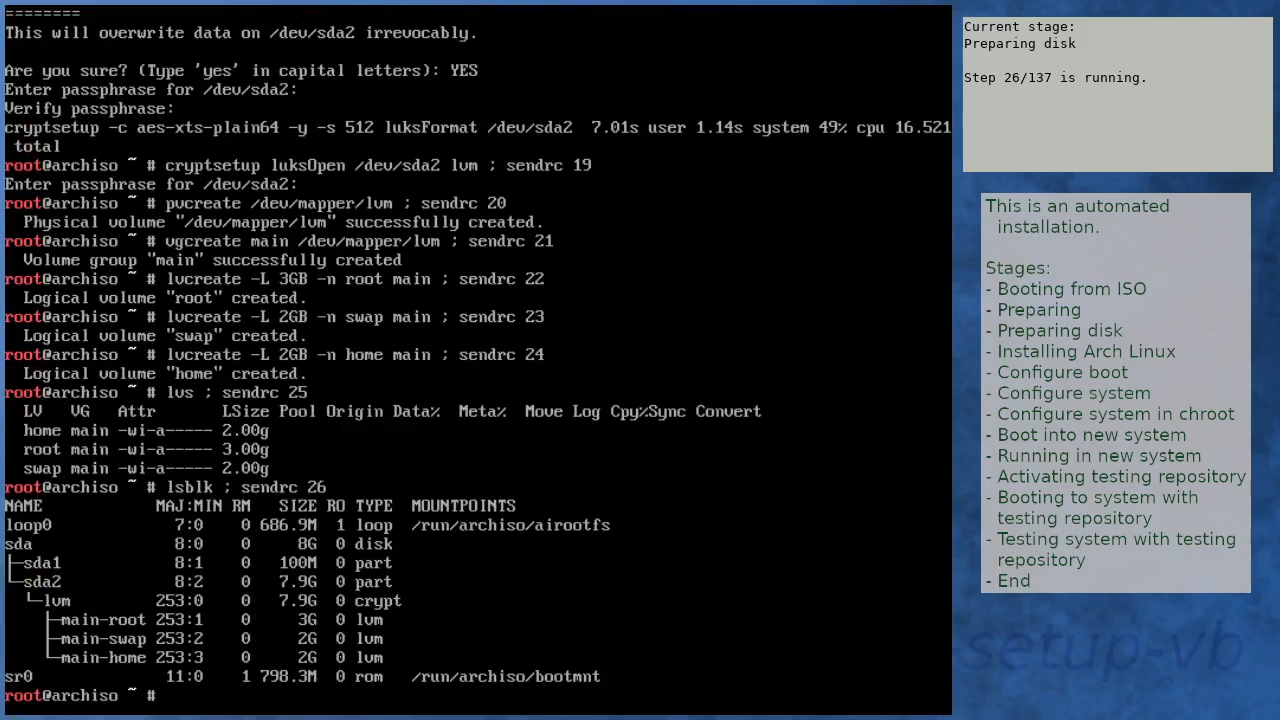 ========
This will overwrite data on /dev/sda2 irrevocably.
Are you sure? (Type 'yes' in capital letters): YES
Enter passphrase for /dev/sda2:
Verify passphrase:
cryptsetup -c aes-xts-plain64 -y -s 512 luksFormat /dev/sda2  7.01s user 1.14s system 49% cpu 16.521
 total
root@archiso ~ # cryptsetup luksOpen /dev/sda2 lvm ; sendrc 19
Enter passphrase for /dev/sda2:
root@archiso ~ # pvcreate /dev/mapper/lvm ; sendrc 20
  Physical volume "/dev/mapper/lvm" successfully created.
root@archiso ~ # vgcreate main /dev/mapper/lvm ; sendrc 21
  Volume group "main" successfully created
root@archiso ~ # lvcreate -L 3GB -n root main ; sendrc 22
  Logical volume "root" created.
root@archiso ~ # lvcreate -L 2GB -n swap main ; sendrc 23
  Logical volume "swap" created.
root@archiso ~ # lvcreate -L 2GB -n home main ; sendrc 24
  Logical volume "home" created.
root@archiso ~ # lvs ; sendrc 25
  LV   VG   Attr       LSize Pool Origin Data%  Meta%  Move Log Cpy%Sync Convert
  home main -wi-a----- 2.00g
  root main -wi-a----- 3.00g
  swap main -wi-a----- 2.00g
root@archiso ~ # lsblk ; sendrc 26
NAME            MAJ:MIN RM   SIZE RO TYPE  MOUNTPOINTS
loop0             7:0    0 686.9M  1 loop  /run/archiso/airootfs
sda               8:0    0     8G  0 disk
├─sda1            8:1    0   100M  0 part
└─sda2            8:2    0   7.9G  0 part
  └─lvm         253:0    0   7.9G  0 crypt
    ├─main-root 253:1    0     3G  0 lvm
    ├─main-swap 253:2    0     2G  0 lvm
    └─main-home 253:3    0     2G  0 lvm
sr0              11:0    1 798.3M  0 rom   /run/archiso/bootmnt
root@archiso ~ #
Current stage:
Preparing disk
Step 26/137 is running.
This is an automated
installation.
Stages:
- Booting from ISO
- Preparing
- Preparing disk
- Installing Arch Linux
- Configure boot
- Configure system
- Configure system in chroot
- Boot into new system
- Running in new system
- Activating testing repository
- Booting to system with
testing repository
- Testing system with testing
repository
- End
setup-vb